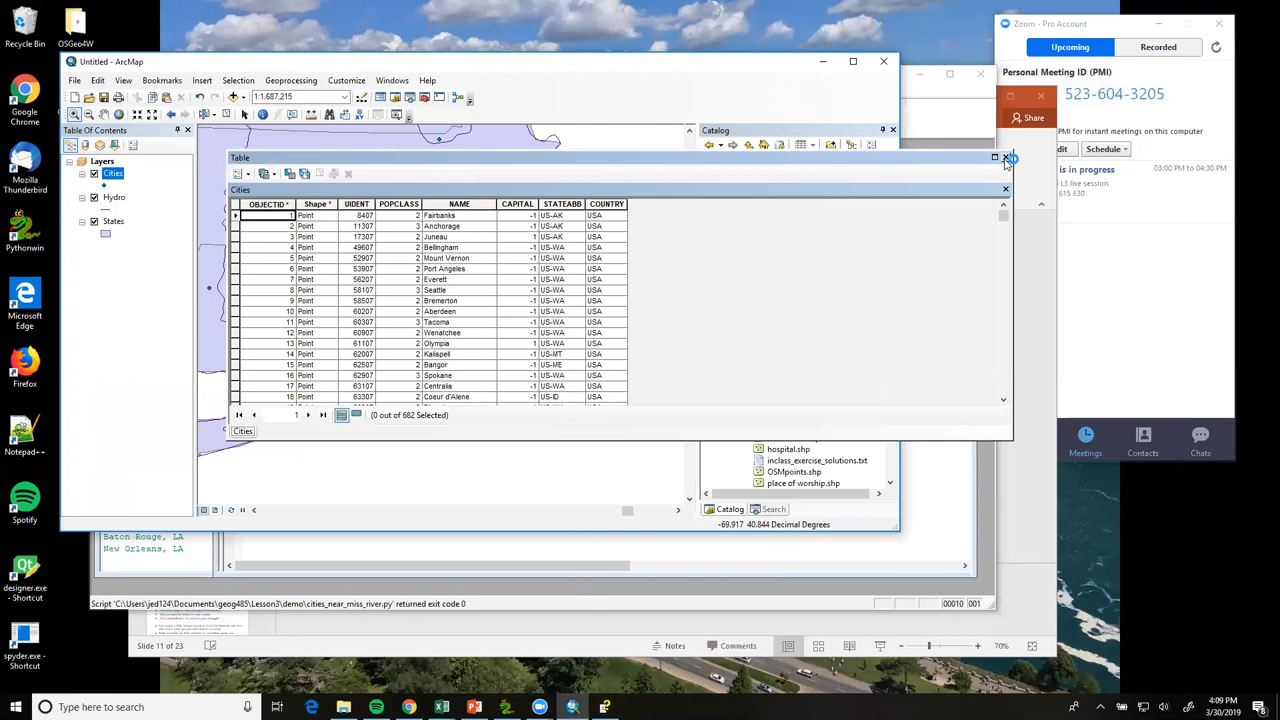 Recycle Bin
OSGeo4W
Google Chrome
Mozilla Thunderbird
Pythonwin
Microsoft Edge
Firefox
Notepad++
Spotify
designer.exe - Shortcut
spyder.exe - Shortcut
Untitled - ArcMap
File Edit View Bookmarks Insert Selection Geoprocessing Customize Windows Help
1:1,687,215
Table Of Contents
Layers
Cities
Hydro
States
Catalog
Table
Cities
OBJECTID * Shape * UIDENT POPCLASS NAME CAPITAL STATEABB COUNTRY
1 Point 8407 2 Fairbanks -1 US-AK USA
2 Point 11307 3 Anchorage -1 US-AK USA
3 Point 17307 2 Juneau 1 US-AK USA
4 Point 49607 2 Bellingham -1 US-WA USA
5 Point 52907 2 Mount Vernon -1 US-WA USA
6 Point 53907 2 Port Angeles -1 US-WA USA
7 Point 56207 2 Everett -1 US-WA USA
8 Point 58107 3 Seattle -1 US-WA USA
9 Point 58507 2 Bremerton -1 US-WA USA
10 Point 60207 2 Aberdeen -1 US-WA USA
11 Point 60307 3 Tacoma -1 US-WA USA
12 Point 60907 2 Wenatchee -1 US-WA USA
13 Point 61107 2 Olympia 1 US-WA USA
14 Point 62007 2 Kalispell -1 US-MT USA
15 Point 62507 2 Bangor -1 US-ME USA
16 Point 62907 3 Spokane -1 US-WA USA
17 Point 63107 2 Centralia -1 US-WA USA
18 Point 63307 2 Coeur d'Alene -1 US-ID USA
1 (0 out of 682 Selected)
Cities
hospital.shp
inclass_exercise_solutions.txt
OSMpoints.shp
place of worship.shp
Catalog Search
-69.917 40.844 Decimal Degrees
Baton Rouge, LA
New Orleans, LA
Script 'C:\Users\jed124\Documents\geog485\Lesson3\demo\cities_near_miss_river.py' returned exit code 0
00010 001
Slide 11 of 23
Notes Comments 70%
Share
Zoom - Pro Account
Upcoming Recorded
Personal Meeting ID (PMI)
523-604-3205
PMI for instant meetings on this computer
dit Schedule
is in progress 03:00 PM to 04:30 PM
L3 live session
615 630
Meetings Contacts Chats
Type here to search
4:09 PM
3/30/2019
8